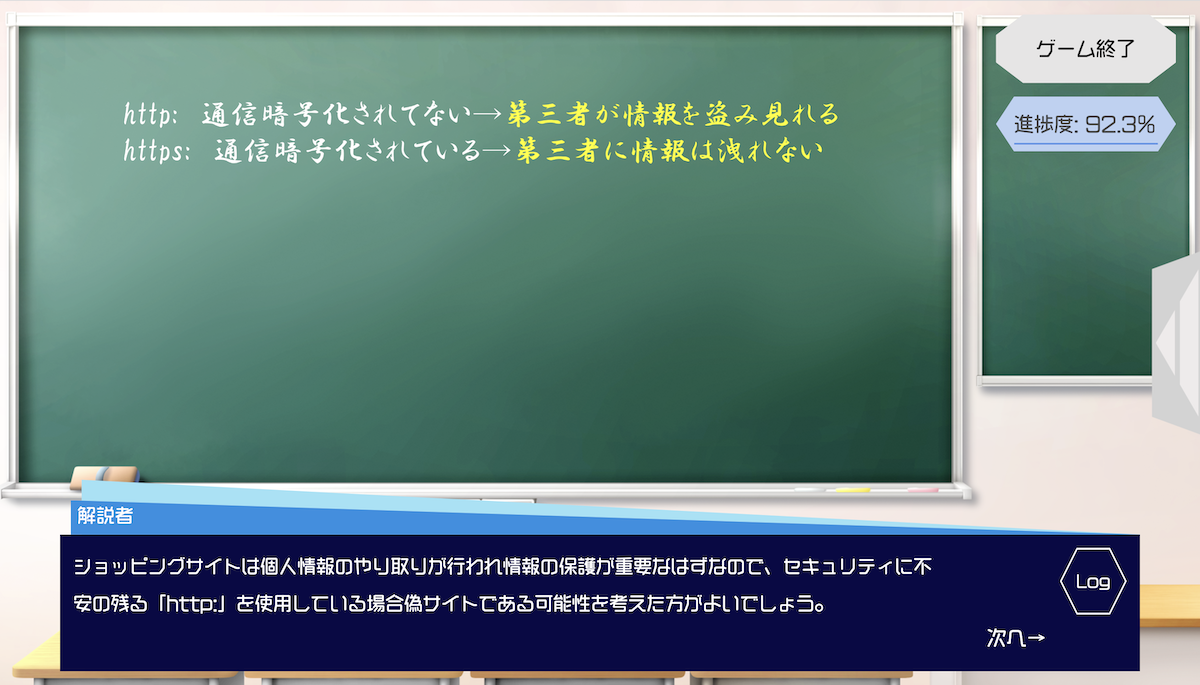 http: 通信暗号化されてない→第三者が情報を盗み見れる
https: 通信暗号化されている→第三者に情報は洩れない
ゲーム終了
進捗度: 92.3%
解説者
ショッピングサイトは個人情報のやり取りが行われ情報の保護が重要なはずなので、セキュリティに不
安の残る「http:」を使用している場合偽サイトである可能性を考えた方がよいでしょう。
Log
次へ→